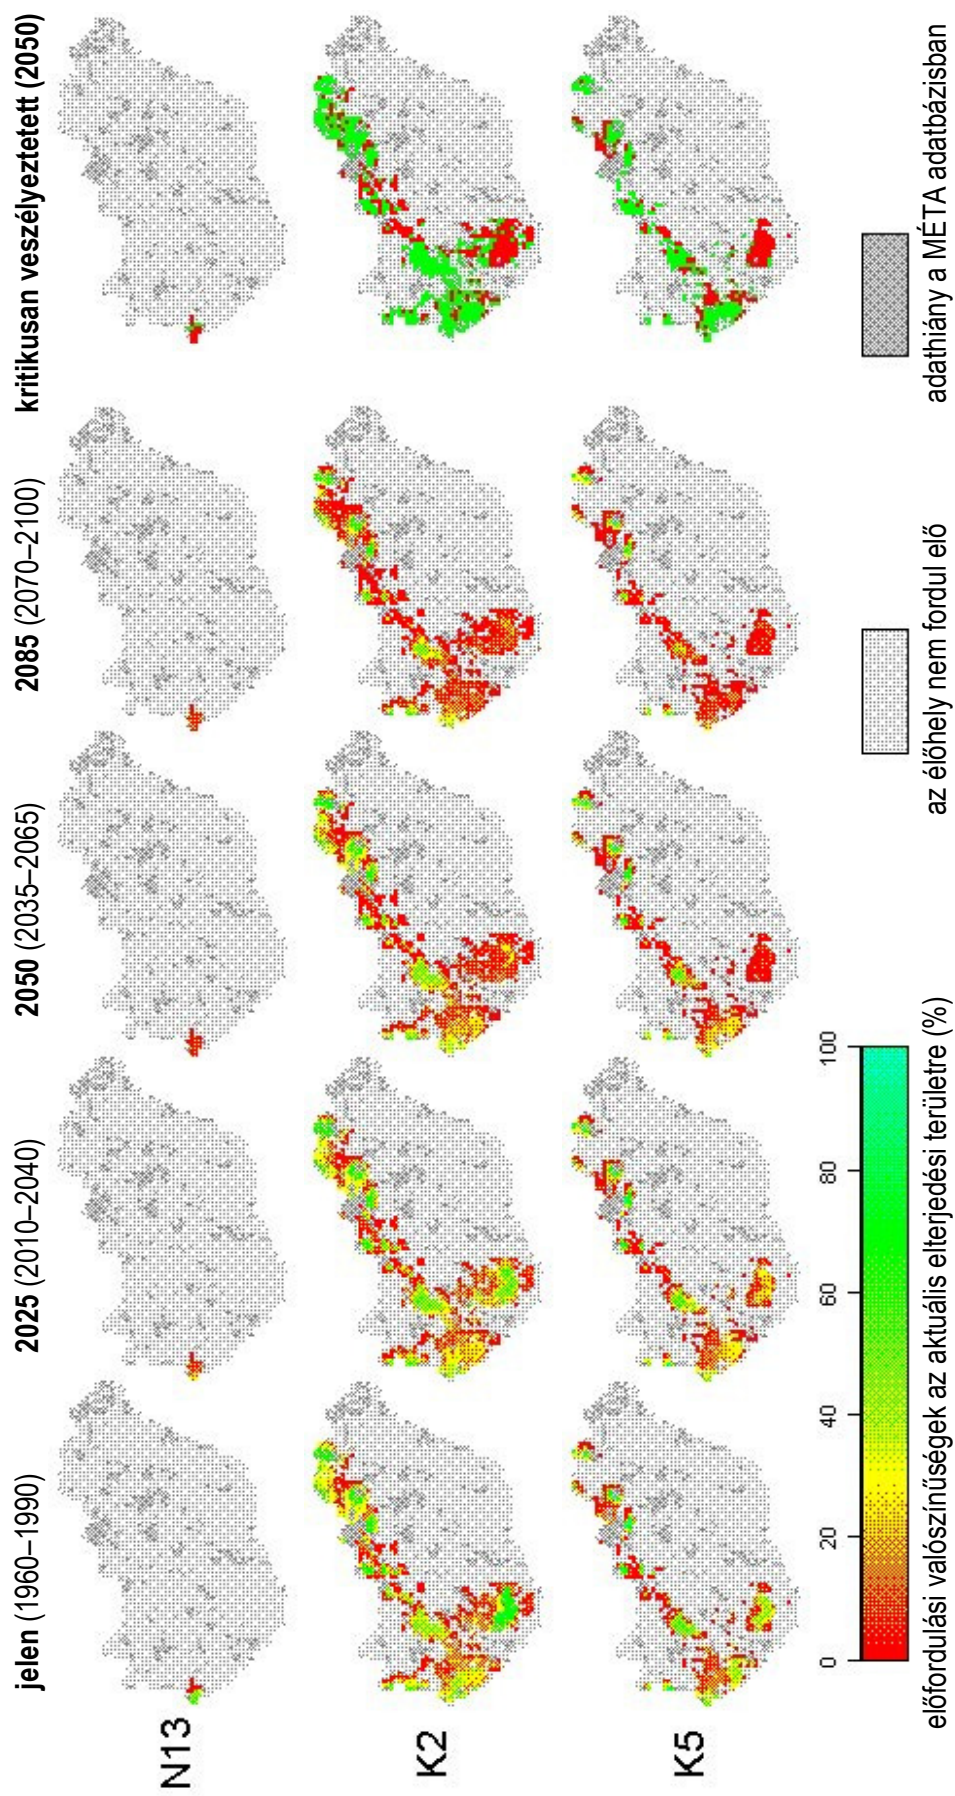 jelen (1960–1990)
2025 (2010–2040)
2050 (2035–2065)
2085 (2070–2100)
kritikusan veszélyeztetett (2050)
N13
K2
K5
0
20
40
60
80
100
előfordulási valószínűségek az aktuális elterjedési területre (%)
az élőhely nem fordul elő
adathiány a MÉTA adatbázisban